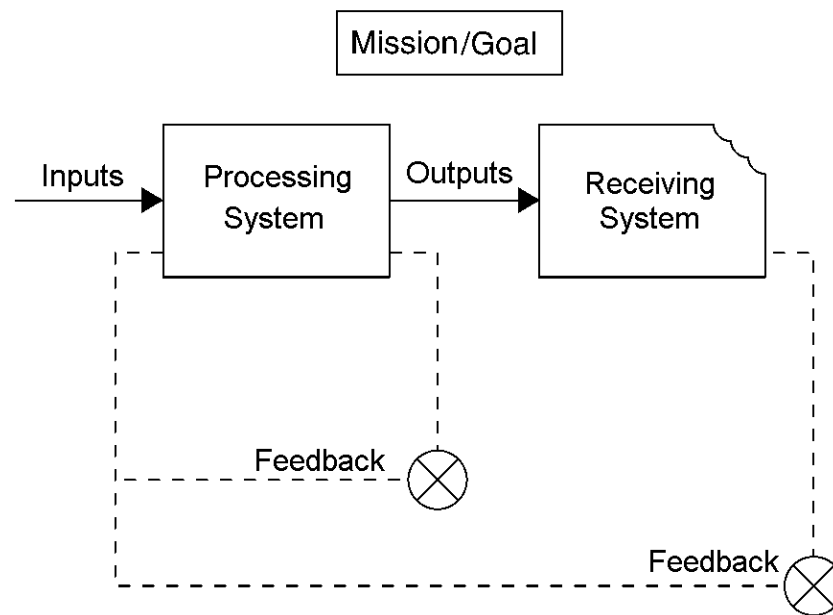 Mission/Goal
Inputs
Processing
System
Outputs
Receiving
System
Feedback
Feedback